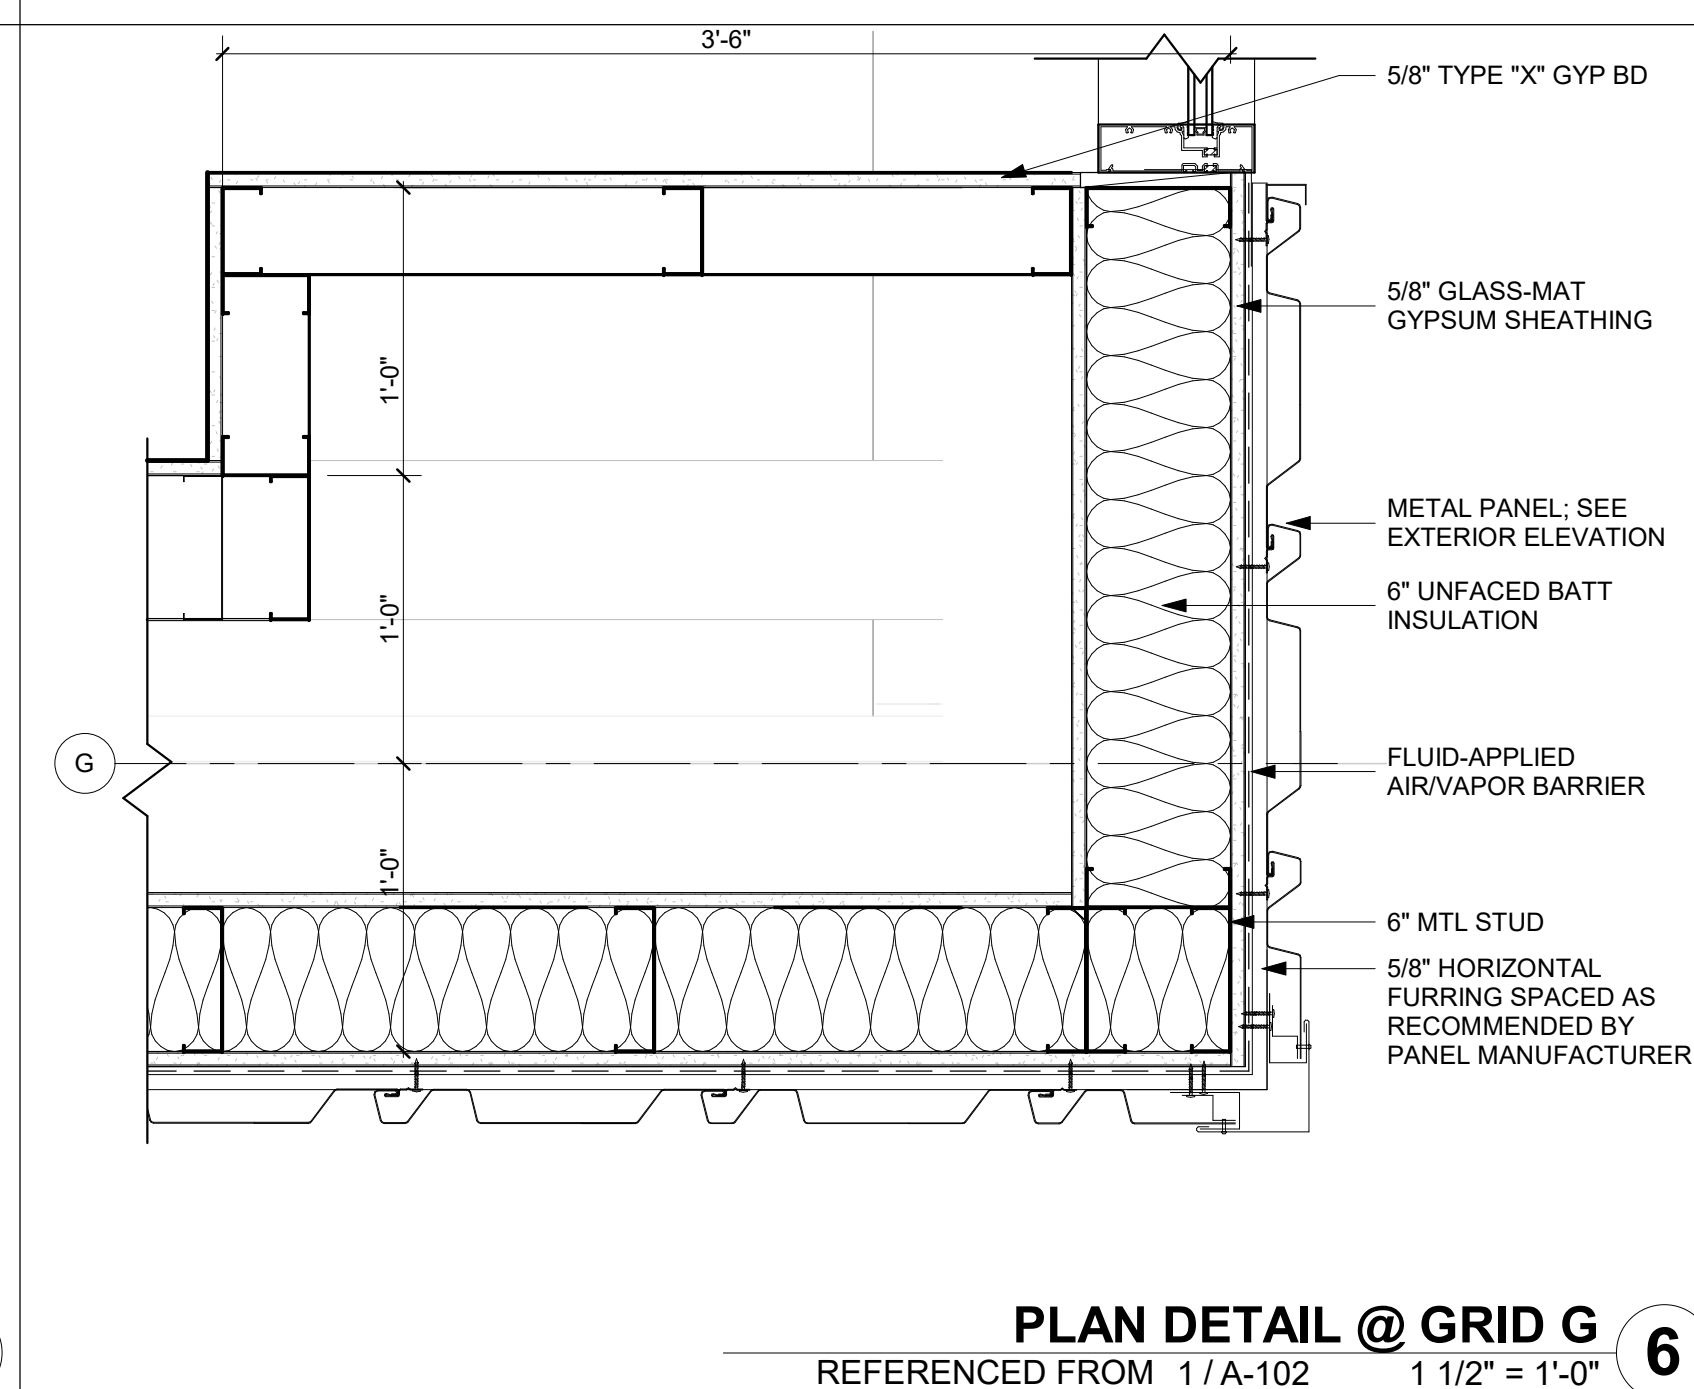 3'-6"
5/8" TYPE "X" GYP BD
5/8" GLASS-MAT
GYPSUM SHEATHING
1'-0"
METAL PANEL; SEE
EXTERIOR ELEVATION
6" UNFACED BATT
INSULATION
1'-0"
G
FLUID-APPLIED
AIR/VAPOR BARRIER
1'-0"
6" MTL STUD
5/8" HORIZONTAL
FURRING SPACED AS
RECOMMENDED BY
PANEL MANUFACTURER
PLAN DETAIL @ GRID G
6
REFERENCED FROM 1 / A-102 1 1/2" = 1'-0"